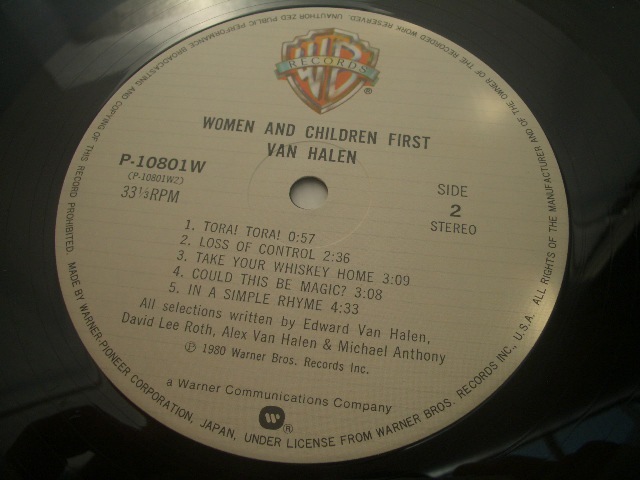 WB
RECORDS
®
WOMEN AND CHILDREN FIRST
VAN HALEN
P-10801W
(P-10801W2)
33 1/3 RPM
SIDE
2
STEREO
1. TORA! TORA! 0:57
2. LOSS OF CONTROL 2:36
3. TAKE YOUR WHISKEY HOME 3:09
4. COULD THIS BE MAGIC? 3:08
5. IN A SIMPLE RHYME 4:33
All selections written by Edward Van Halen,
David Lee Roth, Alex Van Halen & Michael Anthony
℗ 1980 Warner Bros. Records Inc.
a Warner Communications Company
®
MADE BY WARNER-PIONEER CORPORATION, JAPAN, UNDER LICENSE FROM WARNER BROS. RECORDS INC., U.S.A. ALL RIGHTS OF THE MANUFACTURER AND OF THE OWNER OF THE RECORDED WORK RESERVED. UNAUTHORIZED PUBLIC PERFORMANCE BROADCASTING AND COPYING OF THIS RECORD PROHIBITED.